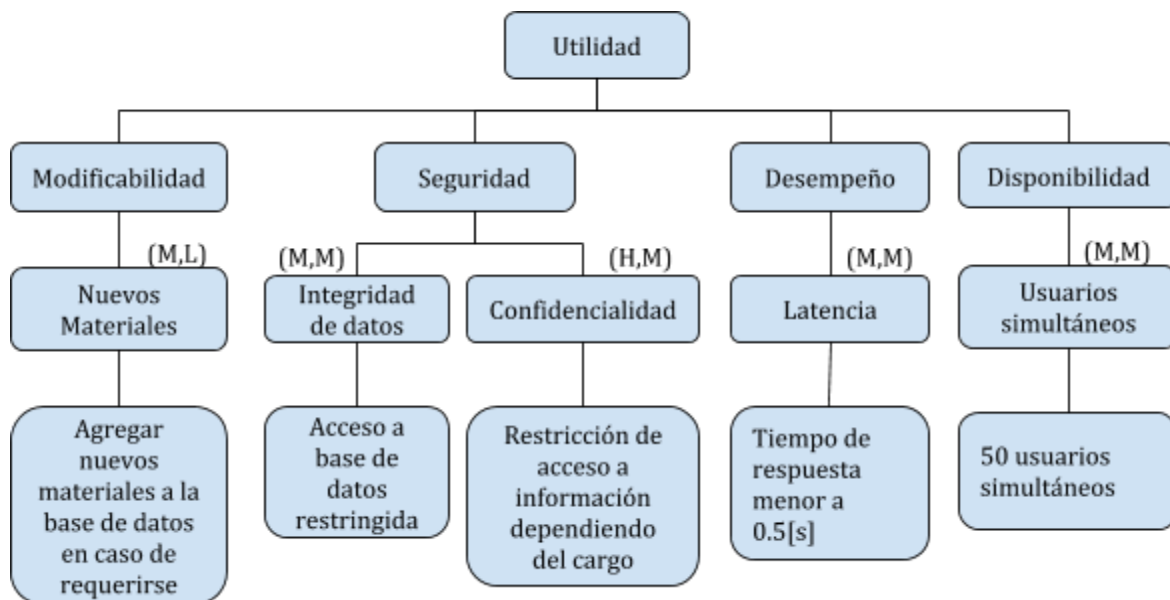 Utilidad
Modificabilidad
Seguridad
Desempeño
Disponibilidad
(M,L)
(M,M)
(H,M)
(M,M)
(M,M)
Nuevos
Materiales
Integridad
de datos
Confidencialidad
Latencia
Usuarios
simultáneos
Agregar
nuevos
materiales a la
base de datos
en caso de
requerirse
Acceso a
base de
datos
restringida
Restricción de
acceso a
información
dependiendo
del cargo
Tiempo de
respuesta
menor a
0.5[s]
50 usuarios
simultáneos